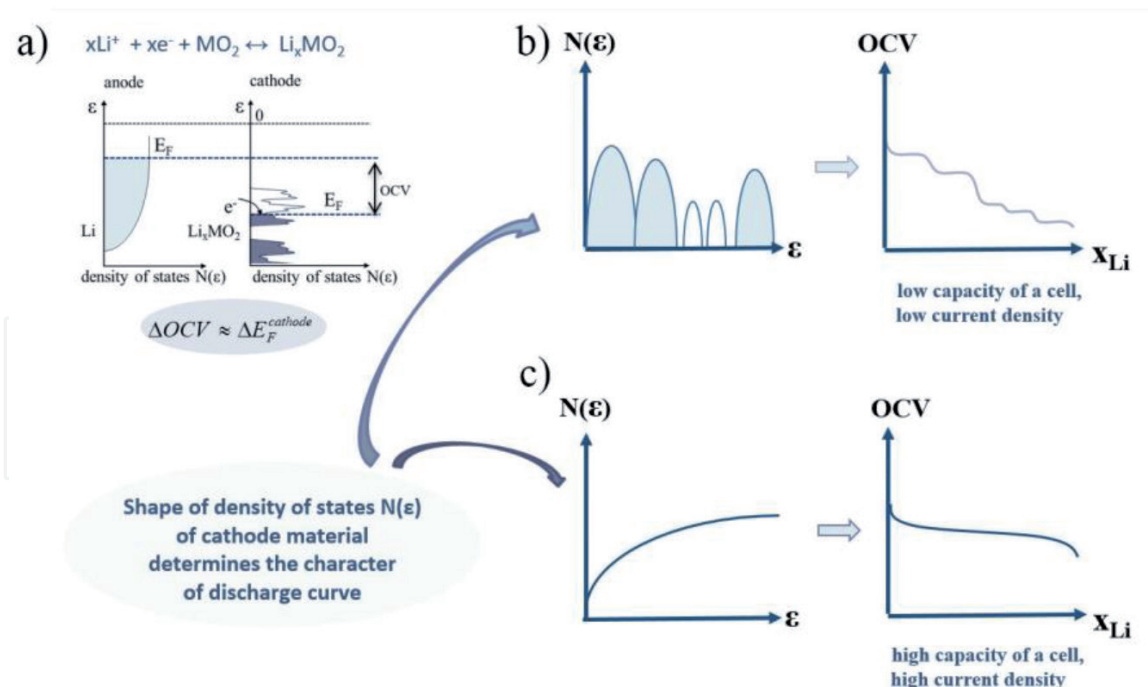 a)
xLi⁺ + xe⁻ + MO₂ ↔ LiₓMO₂
anode
cathode
ε
ε
0
E_F
OCV
e⁻
E_F
Li
LiₓMO₂
density of states N(ε)
density of states N(ε)
ΔOCV ≈ ΔE_F^cathode
Shape of density of states N(ε)
of cathode material
determines the character
of discharge curve
b)
N(ε)
ε
OCV
x_Li
low capacity of a cell,
low current density
c)
N(ε)
ε
OCV
x_Li
high capacity of a cell,
high current density